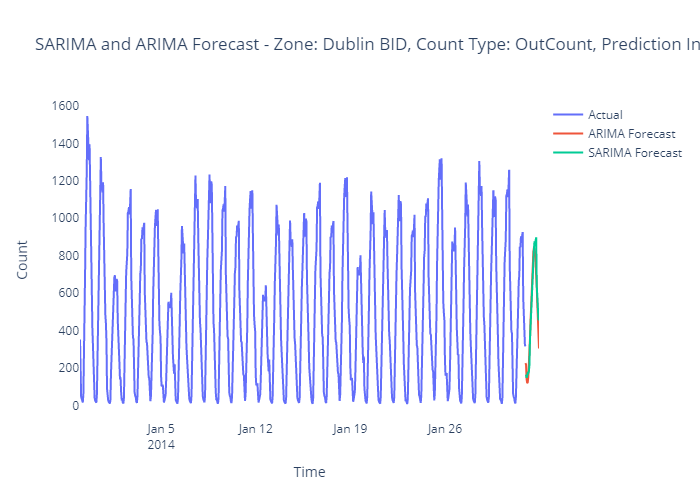 SARIMA and ARIMA Forecast - Zone: Dublin BID, Count Type: OutCount, Prediction In
1600
1400
1200
1000
800
600
400
200
0
Count
Jan 5
2014
Jan 12
Jan 19
Jan 26
Time
Actual
ARIMA Forecast
SARIMA Forecast